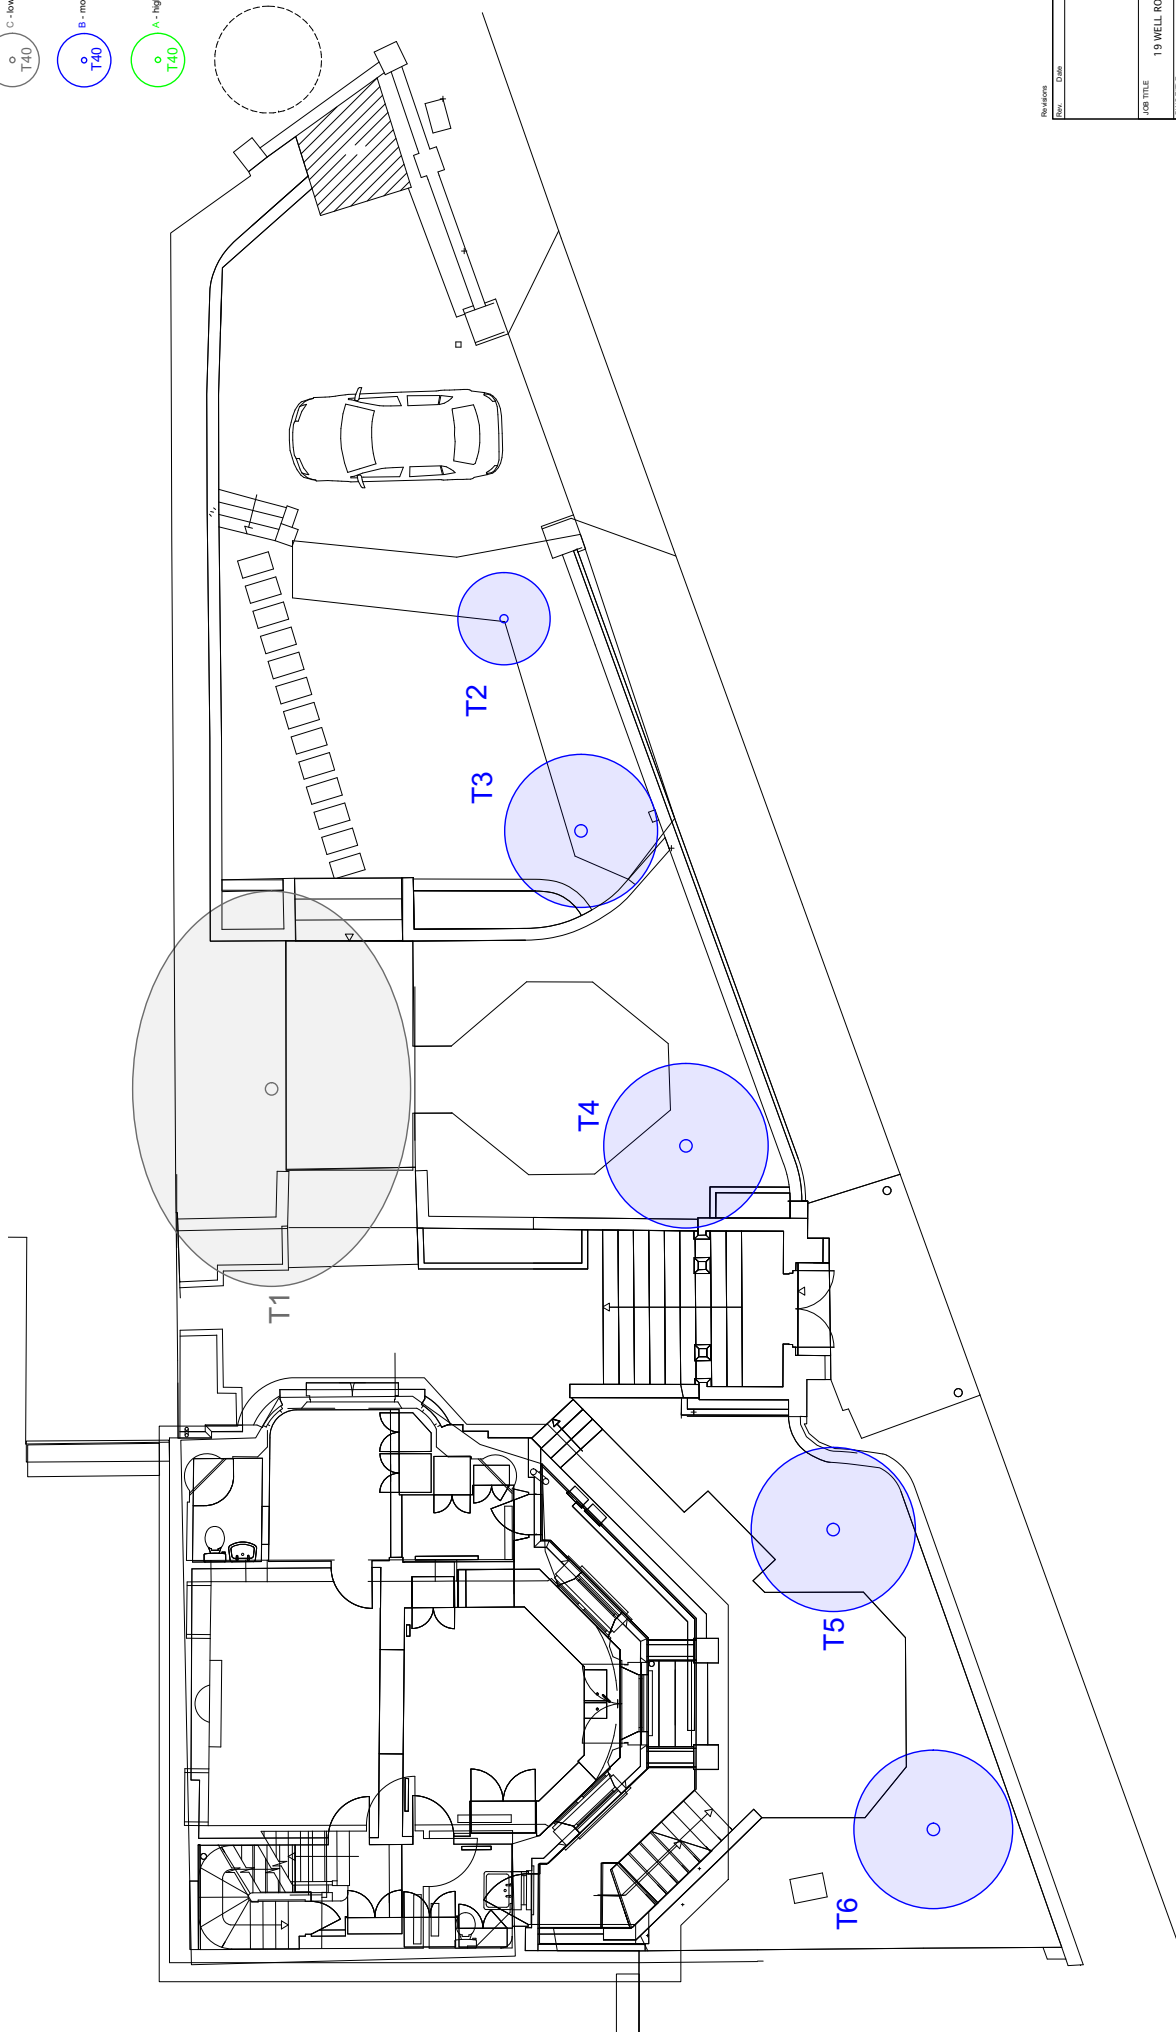 T40
C - low
T40
B - mo
T40
A - hig
Revisions
Rev. Date
JOB TITLE
19 WELL RO
T2
T3
T4
T1
T5
T6